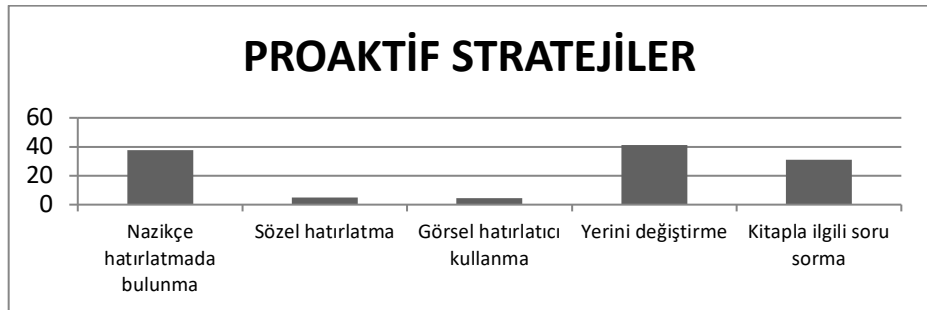 PROAKTİF STRATEJİLER
60
40
20
0
Nazikçe
hatırlatmada
bulunma
Sözel hatırlatma
Görsel hatırlatıcı
kullanma
Yerini değiştirme
Kitapla ilgili soru
sorma